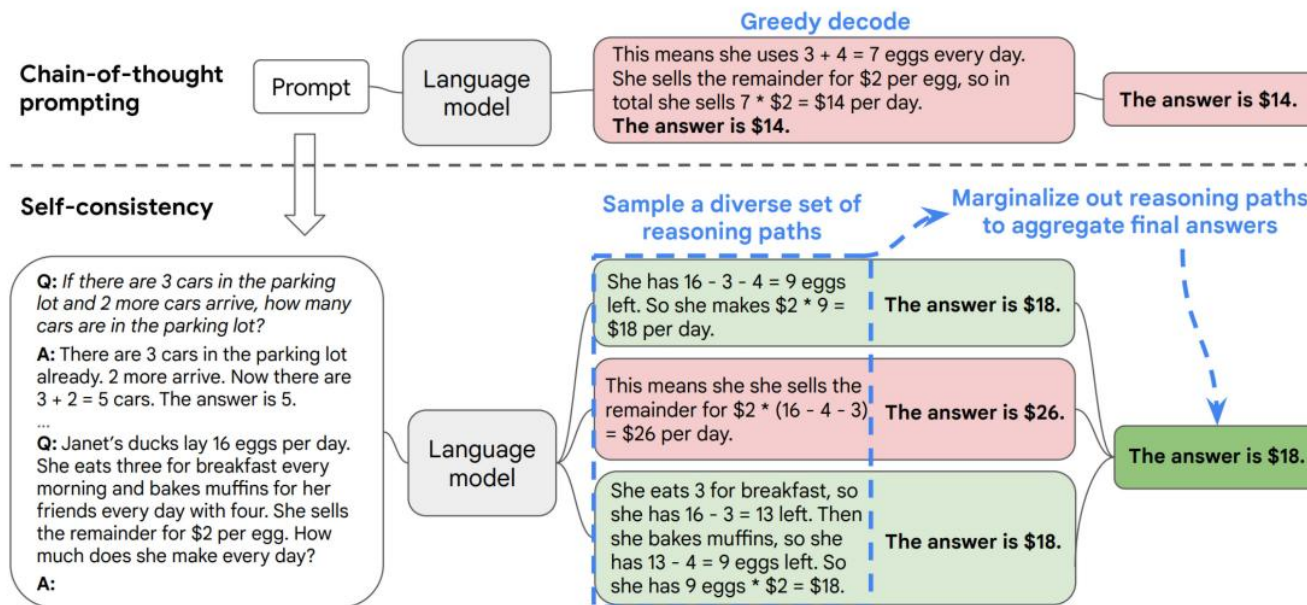 Greedy decode
Chain-of-thought
prompting
Prompt
Language
model
This means she uses 3 + 4 = 7 eggs every day.
She sells the remainder for $2 per egg, so in
total she sells 7 * $2 = $14 per day.
The answer is $14.
The answer is $14.
Self-consistency
Sample a diverse set of
reasoning paths
Marginalize out reasoning paths
to aggregate final answers
Q: If there are 3 cars in the parking
lot and 2 more cars arrive, how many
cars are in the parking lot?
A: There are 3 cars in the parking lot
already. 2 more arrive. Now there are
3 + 2 = 5 cars. The answer is 5.
...
Q: Janet's ducks lay 16 eggs per day.
She eats three for breakfast every
morning and bakes muffins for her
friends every day with four. She sells
the remainder for $2 per egg. How
much does she make every day?
A:
Language
model
She has 16 - 3 - 4 = 9 eggs
left. So she makes $2 * 9 =
$18 per day.
The answer is $18.
This means she she sells the
remainder for $2 * (16 - 4 - 3)
= $26 per day.
The answer is $26.
She eats 3 for breakfast, so
she has 16 - 3 = 13 left. Then
she bakes muffins, so she
has 13 - 4 = 9 eggs left. So
she has 9 eggs * $2 = $18.
The answer is $18.
The answer is $18.